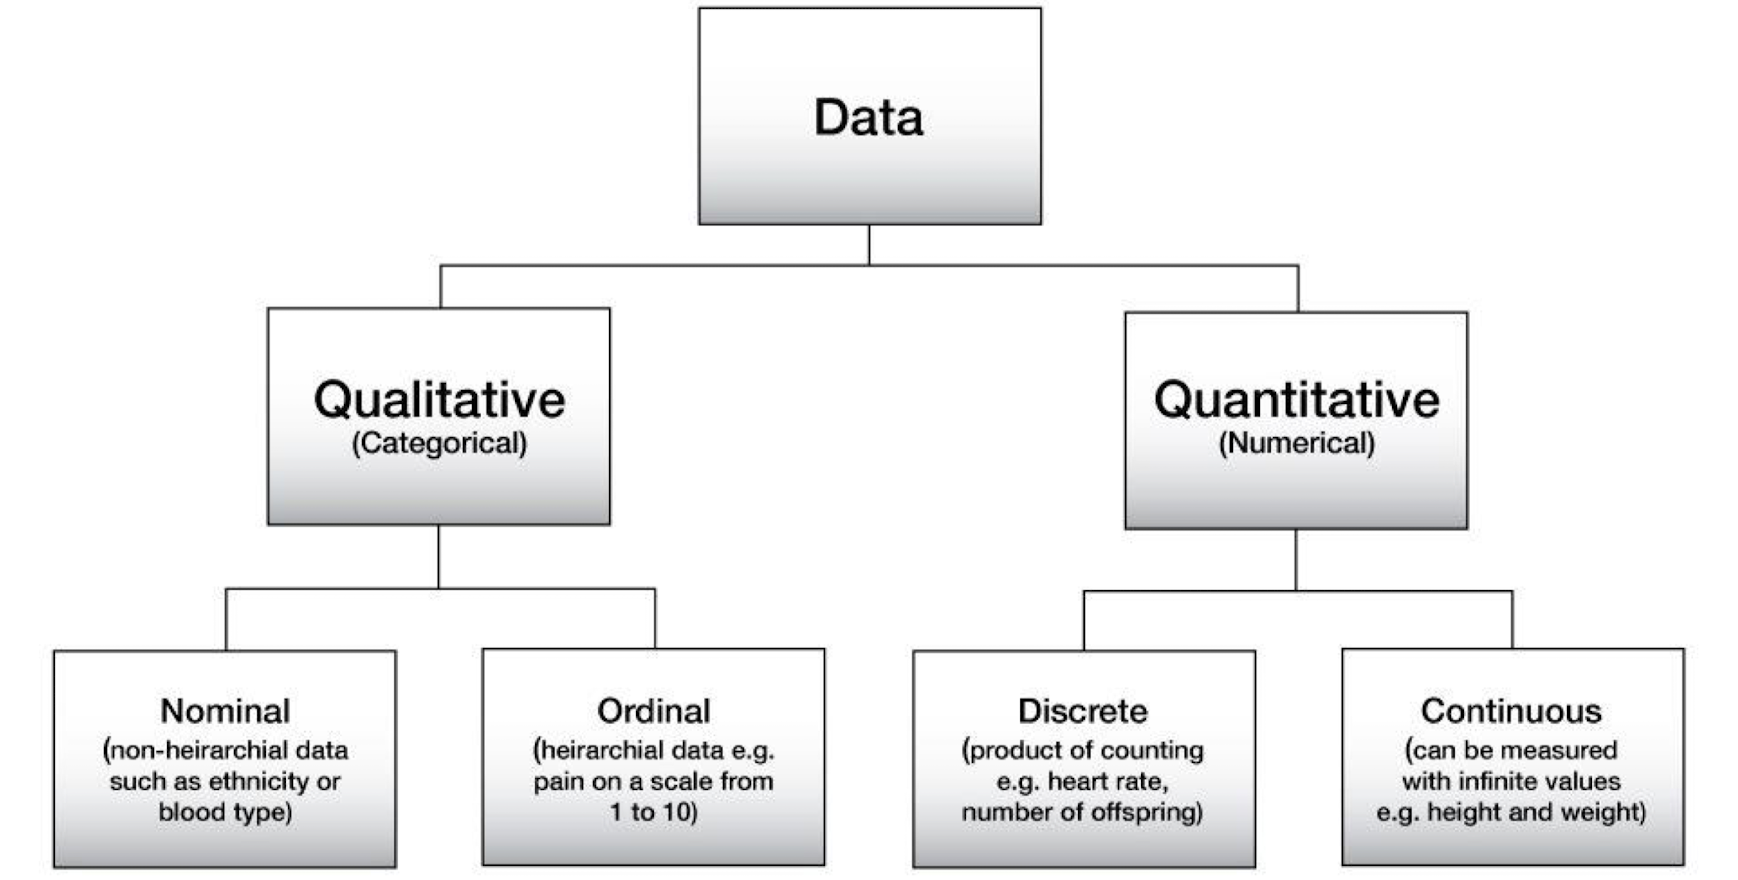 Data
Qualitative
(Categorical)
Quantitative
(Numerical)
Nominal
(non-heirarchial data
such as ethnicity or
blood type)
Ordinal
(heirarchial data e.g.
pain on a scale from
1 to 10)
Discrete
(product of counting
e.g. heart rate,
number of offspring)
Continuous
(can be measured
with infinite values
e.g. height and weight)